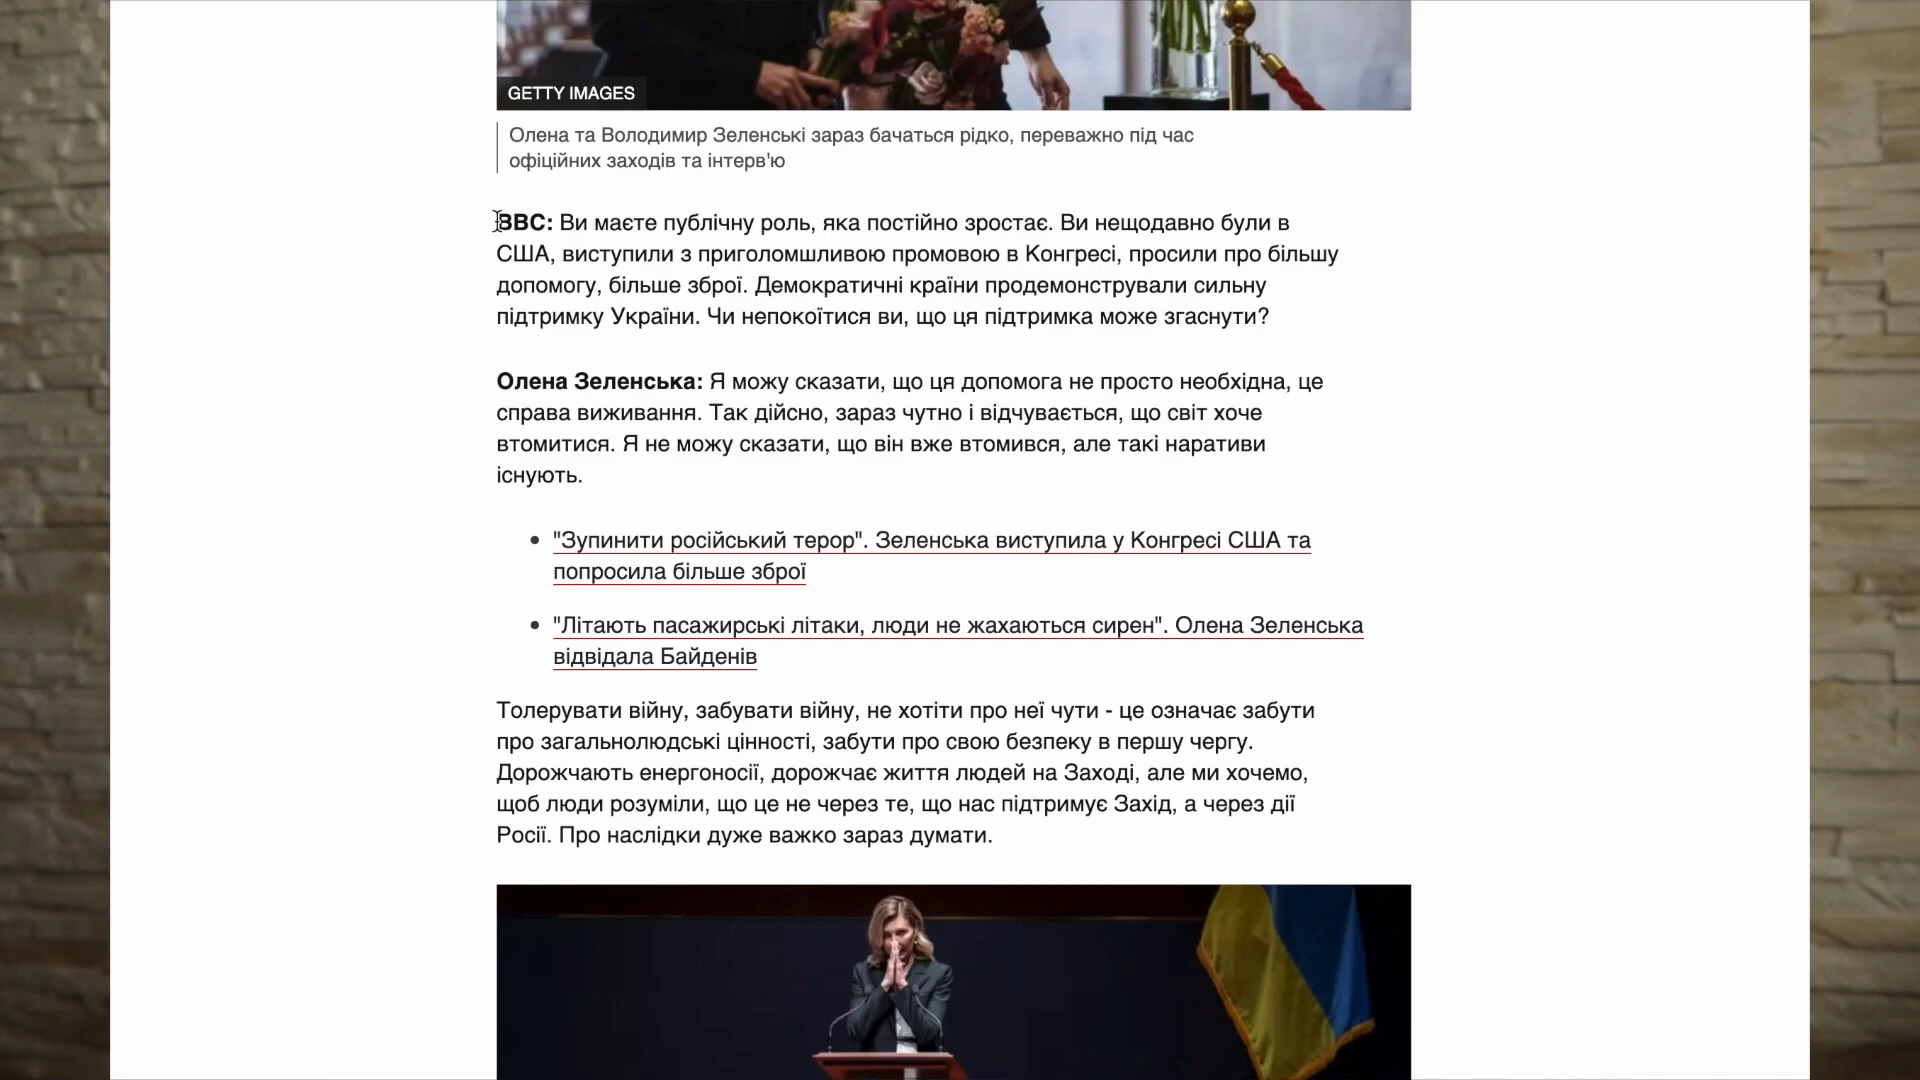 GETTY IMAGES
Олена та Володимир Зеленські зараз бачаться рідко, переважно під час
офіційних заходів та інтерв'ю
BBC: Ви маєте публічну роль, яка постійно зростає. Ви нещодавно були в
США, виступили з приголомшливою промовою в Конгресі, просили про більшу
допомогу, більше зброї. Демократичні країни продемонстрували сильну
підтримку України. Чи непокоїтися ви, що ця підтримка може згаснути?
Олена Зеленська: Я можу сказати, що ця допомога не просто необхідна, це
справа виживання. Так дійсно, зараз чутно і відчувається, що світ хоче
втомитися. Я не можу сказати, що він вже втомився, але такі наративи
існують.
"Зупинити російський терор". Зеленська виступила у Конгресі США та
попросила більше зброї
"Літають пасажирські літаки, люди не жахаються сирен". Олена Зеленська
відвідала Байденів
Толерувати війну, забувати війну, не хотіти про неї чути - це означає забути
про загальнолюдські цінності, забути про свою безпеку в першу чергу.
Дорожчають енергоносії, дорожчає життя людей на Заході, але ми хочемо,
щоб люди розуміли, що це не через те, що нас підтримує Захід, а через дії
Росії. Про наслідки дуже важко зараз думати.